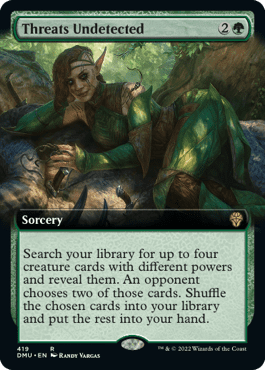 Threats Undetected 2
Sorcery
Search your library for up to four
creature cards with different powers
and reveal them. An opponent
chooses two of those cards. Shuffle
the chosen cards into your library
and put the rest into your hand.
419 R
DMU • EN RANDY VARGAS
™ & © 2022 Wizards of the Coast